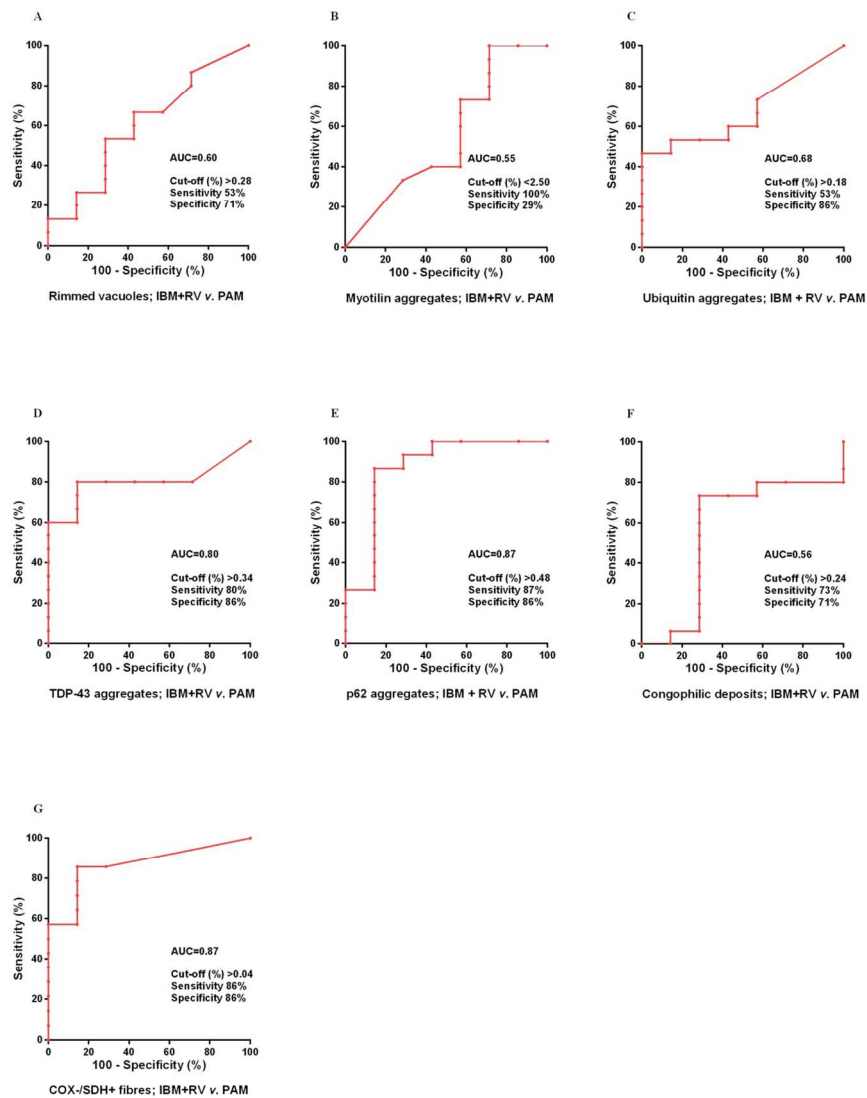 A
100
80
60
40
20
0
Sensitivity (%)
AUC=0.60
Cut-off (%) >0.28
Sensitivity 53%
Specificity 71%
0 20 40 60 80 100
100 - Specificity (%)
Rimmed vacuoles; IBM+RV v. PAM
B
100
80
60
40
20
0
Sensitivity (%)
AUC=0.55
Cut-off (%) <2.50
Sensitivity 100%
Specificity 29%
0 20 40 60 80 100
100 - Specificity (%)
Myotilin aggregates; IBM+RV v. PAM
C
100
80
60
40
20
0
Sensitivity (%)
AUC=0.68
Cut-off (%) >0.18
Sensitivity 53%
Specificity 86%
0 20 40 60 80 100
100 - Specificity (%)
Ubiquitin aggregates; IBM + RV v. PAM
D
100
80
60
40
20
0
Sensitivity (%)
AUC=0.80
Cut-off (%) >0.34
Sensitivity 80%
Specificity 86%
0 20 40 60 80 100
100 - Specificity (%)
TDP-43 aggregates; IBM+RV v. PAM
E
100
80
60
40
20
0
Sensitivity (%)
AUC=0.87
Cut-off (%) >0.48
Sensitivity 87%
Specificity 86%
0 20 40 60 80 100
100 - Specificity (%)
p62 aggregates; IBM + RV v. PAM
F
100
80
60
40
20
0
Sensitivity (%)
AUC=0.56
Cut-off (%) >0.24
Sensitivity 73%
Specificity 71%
0 20 40 60 80 100
100 - Specificity (%)
Congophilic deposits; IBM+RV v. PAM
G
100
80
60
40
20
0
Sensitivity (%)
AUC=0.87
Cut-off (%) >0.04
Sensitivity 86%
Specificity 86%
0 20 40 60 80 100
100 - Specificity (%)
COX-/SDH+ fibres; IBM+RV v. PAM